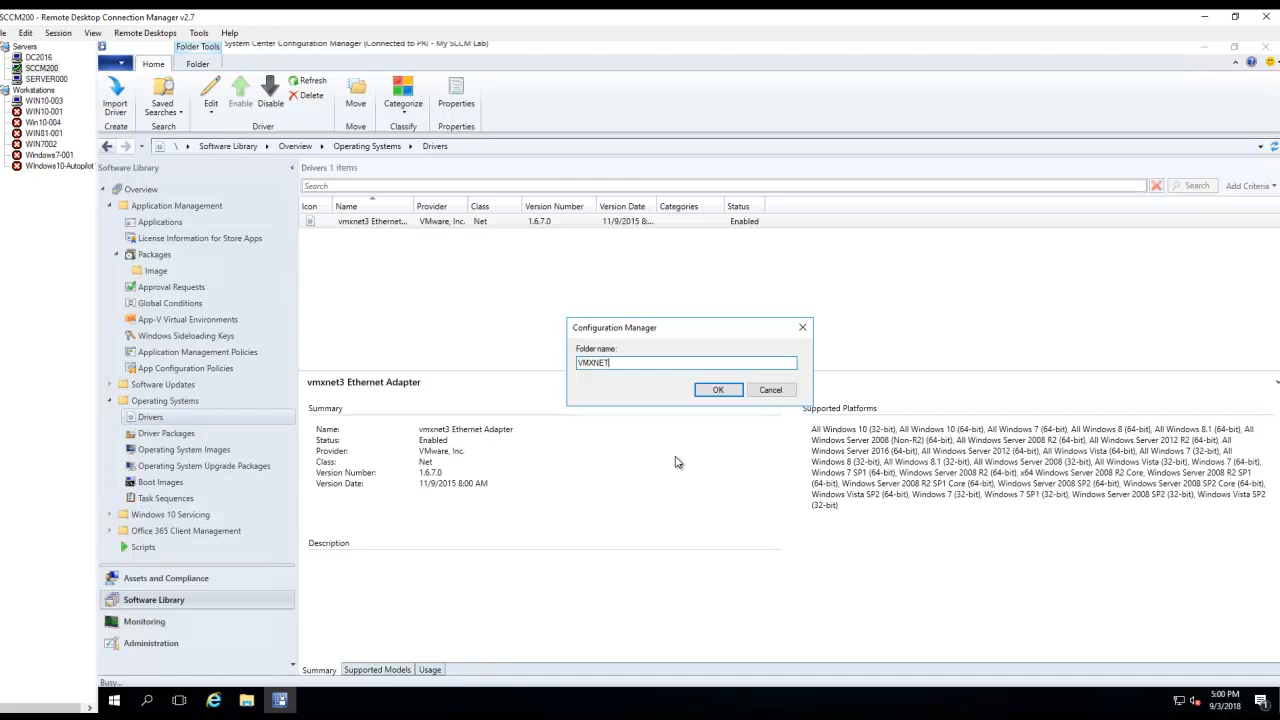 SCCM200 - Remote Desktop Connection Manager v2.7
le Edit Session View Remote Desktops Tools Help
Servers
DC2016
SCCM200
SERVER000
Workstations
WIN10-003
WIN10-001
Win10-004
WIN81-001
WIN7002
Windows7-001
WIndows10-Autopilot
Folder Tools
System Center Configuration Manager (Connected to PRI - My SCCM Lab)
Home Folder
Import Driver
Saved Searches
Edit
Enable
Disable
Refresh
Delete
Move
Categorize
Properties
Create Search Driver Move Classify Properties
\ Software Library Overview Operating Systems Drivers
Software Library
Overview
Application Management
Applications
License Information for Store Apps
Packages
Image
Approval Requests
Global Conditions
App-V Virtual Environments
Windows Sideloading Keys
Application Management Policies
App Configuration Policies
Software Updates
Operating Systems
Drivers
Driver Packages
Operating System Images
Operating System Upgrade Packages
Boot Images
Task Sequences
Windows 10 Servicing
Office 365 Client Management
Scripts
Assets and Compliance
Software Library
Monitoring
Administration
Drivers 1 items
Search
Search Add Criteria
Icon Name Provider Class Version Number Version Date Categories Status
vmxnet3 Ethernet... VMware, Inc. Net 1.6.7.0 11/9/2015 8:... Enabled
Configuration Manager
Folder name:
VMXNET
OK Cancel
vmxnet3 Ethernet Adapter
Summary
Name: vmxnet3 Ethernet Adapter
Status: Enabled
Provider: VMware, Inc.
Class: Net
Version Number: 1.6.7.0
Version Date: 11/9/2015 8:00 AM
Description
Supported Platforms
All Windows 10 (32-bit), All Windows 10 (64-bit), All Windows 7 (64-bit), All Windows 8 (64-bit), All Windows 8.1 (64-bit), All
Windows Server 2008 (Non-R2) (64-bit), All Windows Server 2008 R2 (64-bit), All Windows Server 2012 R2 (64-bit), All
Windows Server 2016 (64-bit), All Windows Server 2012 (64-bit), All Windows Vista (64-bit), All Windows 7 (32-bit), All
Windows 8 (32-bit), All Windows 8.1 (32-bit), All Windows Server 2008 (32-bit), All Windows Vista (32-bit), Windows 7 (64-bit),
Windows 7 SP1 (64-bit), Windows Server 2008 R2 (64-bit), x64 Windows Server 2008 R2 Core, Windows Server 2008 R2 SP1
(64-bit), Windows Server 2008 R2 SP1 Core (64-bit), Windows Server 2008 SP2 (64-bit), Windows Server 2008 SP2 Core (64-bit),
Windows Vista SP2 (64-bit), Windows 7 (32-bit), Windows 7 SP1 (32-bit), Windows Server 2008 SP2 (32-bit), Windows Vista SP2
(32-bit)
Summary Supported Models Usage
Busy...
5:00 PM
9/3/2018